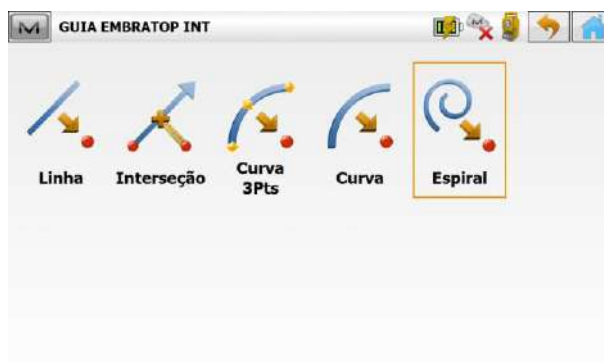 GUIA EMBRATOP INT
Linha
Interseção
Curva
3Pts
Curva
Espiral